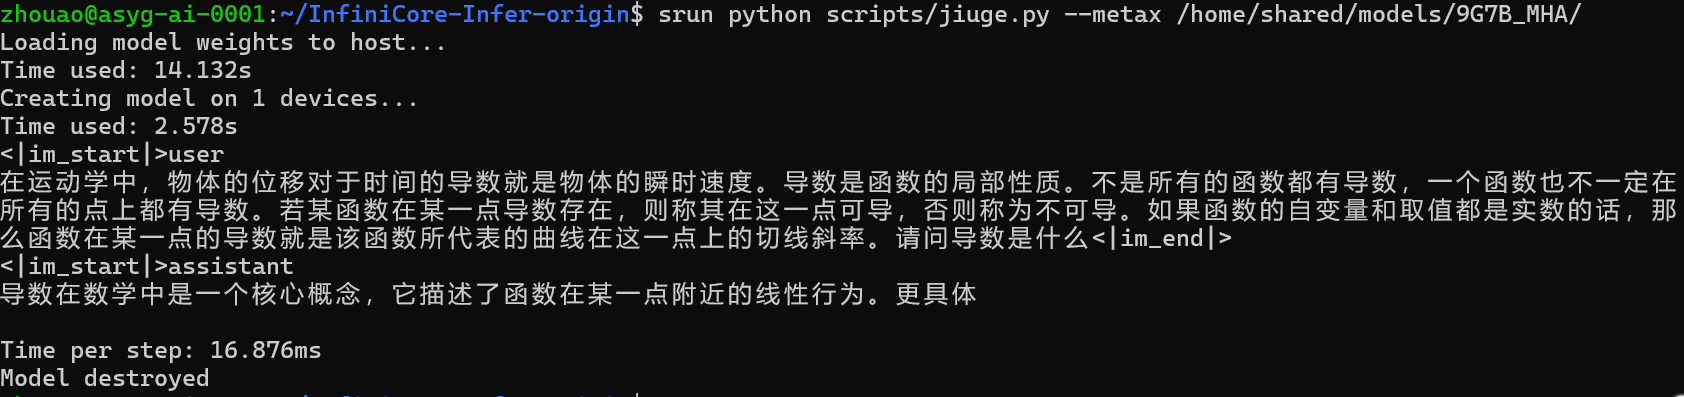 zhouao@asyg-ai-0001:~/InfiniCore-Infer-origin$ srun python scripts/jiuge.py --metax /home/shared/models/9G7B_MHA/
Loading model weights to host...
Time used: 14.132s
Creating model on 1 devices...
Time used: 2.578s
<|im_start|>user
在运动学中，物体的位移对于时间的导数就是物体的瞬时速度。导数是函数的局部性质。不是所有的函数都有导数，一个函数也不一定在
所有的点上都有导数。若某函数在某一点导数存在，则称其在这一点可导，否则称为不可导。如果函数的自变量和取值都是实数的话，那
么函数在某一点的导数就是该函数所代表的曲线在这一点上的切线斜率。请问导数是什么<|im_end|>
<|im_start|>assistant
导数在数学中是一个核心概念，它描述了函数在某一点附近的线性行为。更具体
Time per step: 16.876ms
Model destroyed